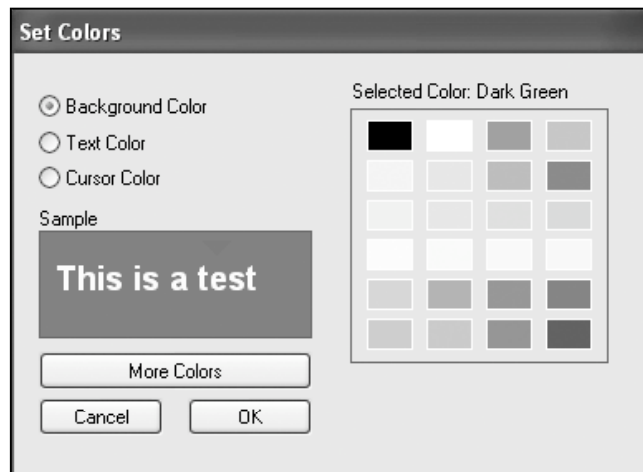 Set Colors
Background Color
Text Color
Cursor Color
Sample
This is a test
More Colors
Cancel
OK
Selected Color: Dark Green